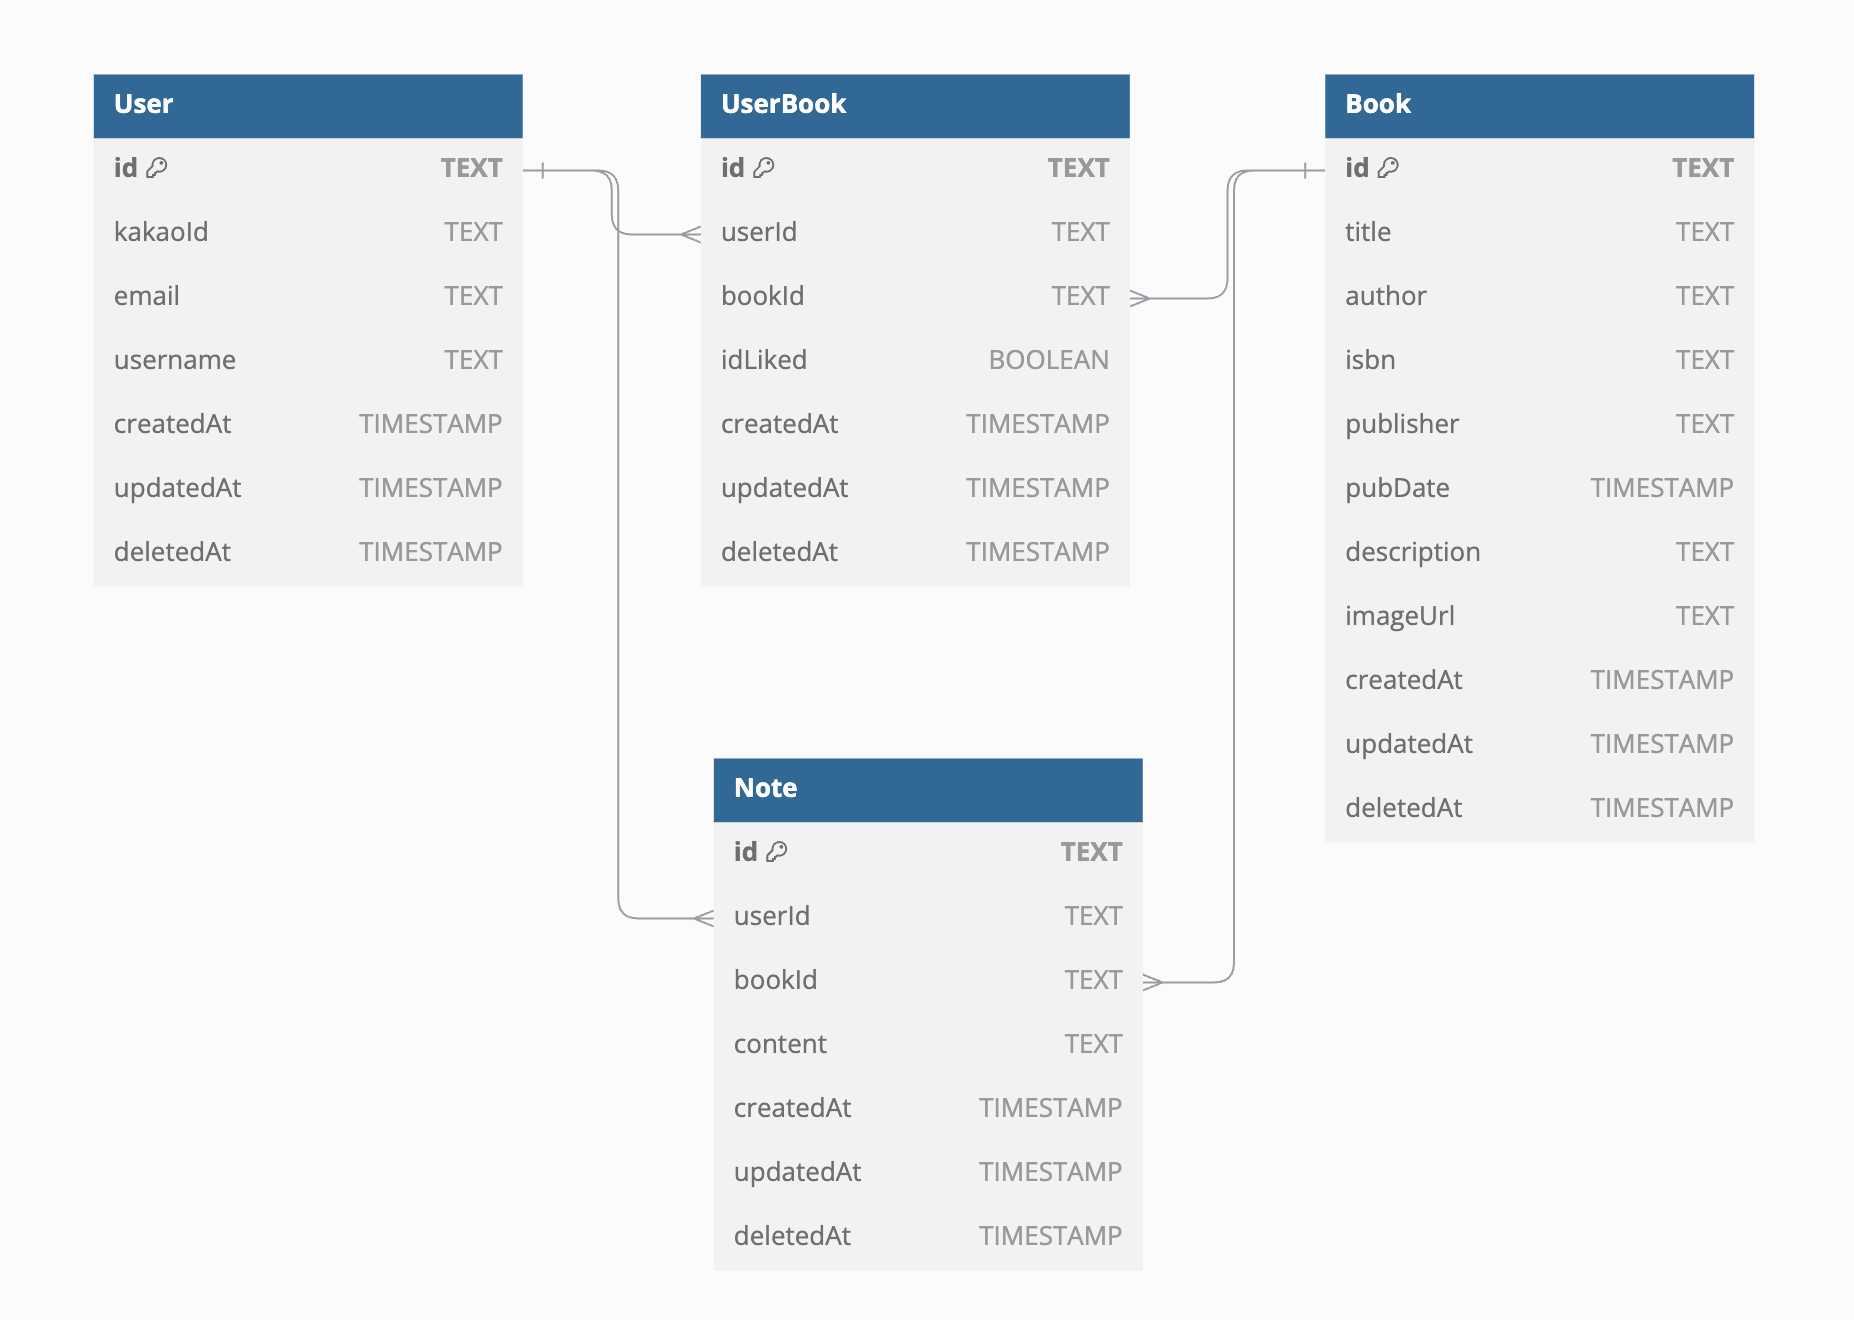 User
id TEXT
kakaoId TEXT
email TEXT
username TEXT
createdAt TIMESTAMP
updatedAt TIMESTAMP
deletedAt TIMESTAMP
UserBook
id TEXT
userId TEXT
bookId TEXT
idLiked BOOLEAN
createdAt TIMESTAMP
updatedAt TIMESTAMP
deletedAt TIMESTAMP
Book
id TEXT
title TEXT
author TEXT
isbn TEXT
publisher TEXT
pubDate TIMESTAMP
description TEXT
imageUrl TEXT
createdAt TIMESTAMP
updatedAt TIMESTAMP
deletedAt TIMESTAMP
Note
id TEXT
userId TEXT
bookId TEXT
content TEXT
createdAt TIMESTAMP
updatedAt TIMESTAMP
deletedAt TIMESTAMP